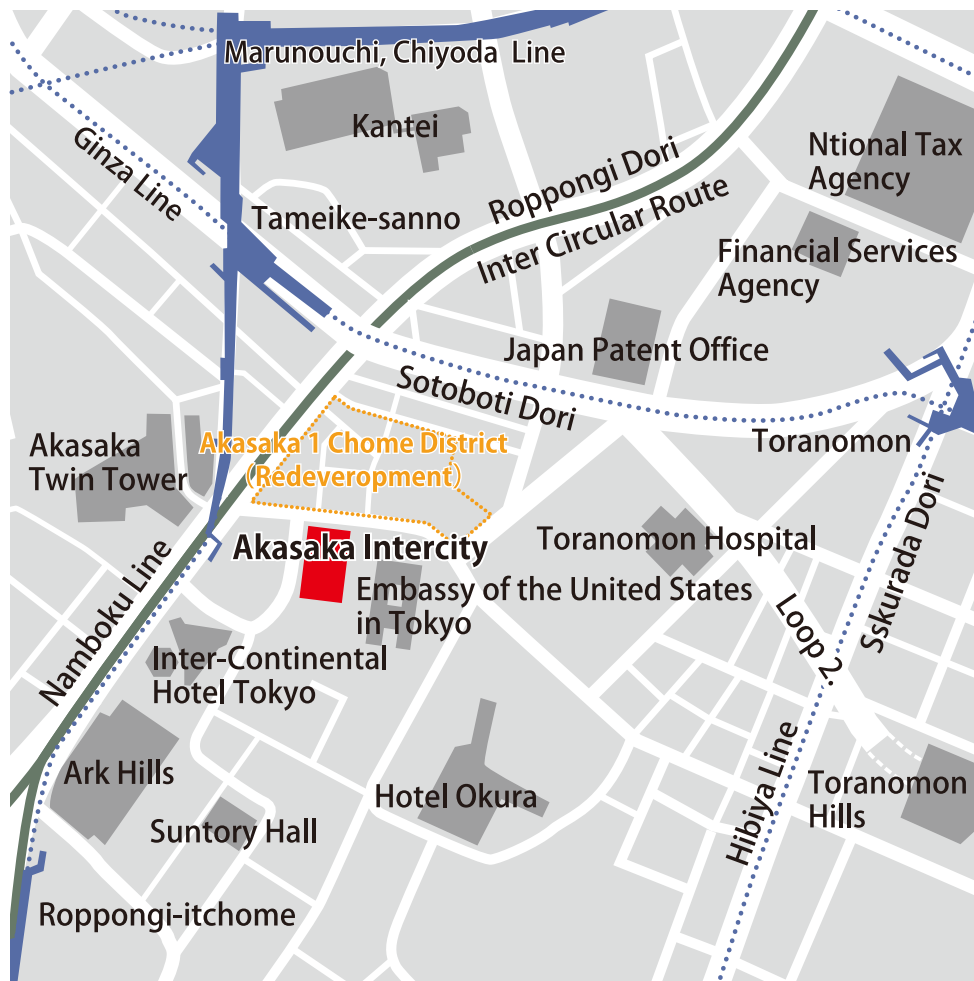 Marunouchi, Chiyoda Line
Kantei
Ginza Line
Tameike-sanno
Roppongi Dori
Inter Circular Route
Ntional Tax
Agency
Financial Services
Agency
Japan Patent Office
Sotoboti Dori
Toranomon
Akasaka
Twin Tower
Akasaka 1 Chome District
(Redeveropment)
Akasaka Intercity
Toranomon Hospital
Embassy of the United States
in Tokyo
Sskurada Dori
Loop 2.
Namboku Line
Inter-Continental
Hotel Tokyo
Ark Hills
Suntory Hall
Hotel Okura
Hibiya Line
Toranomon
Hills
Roppongi-itchome